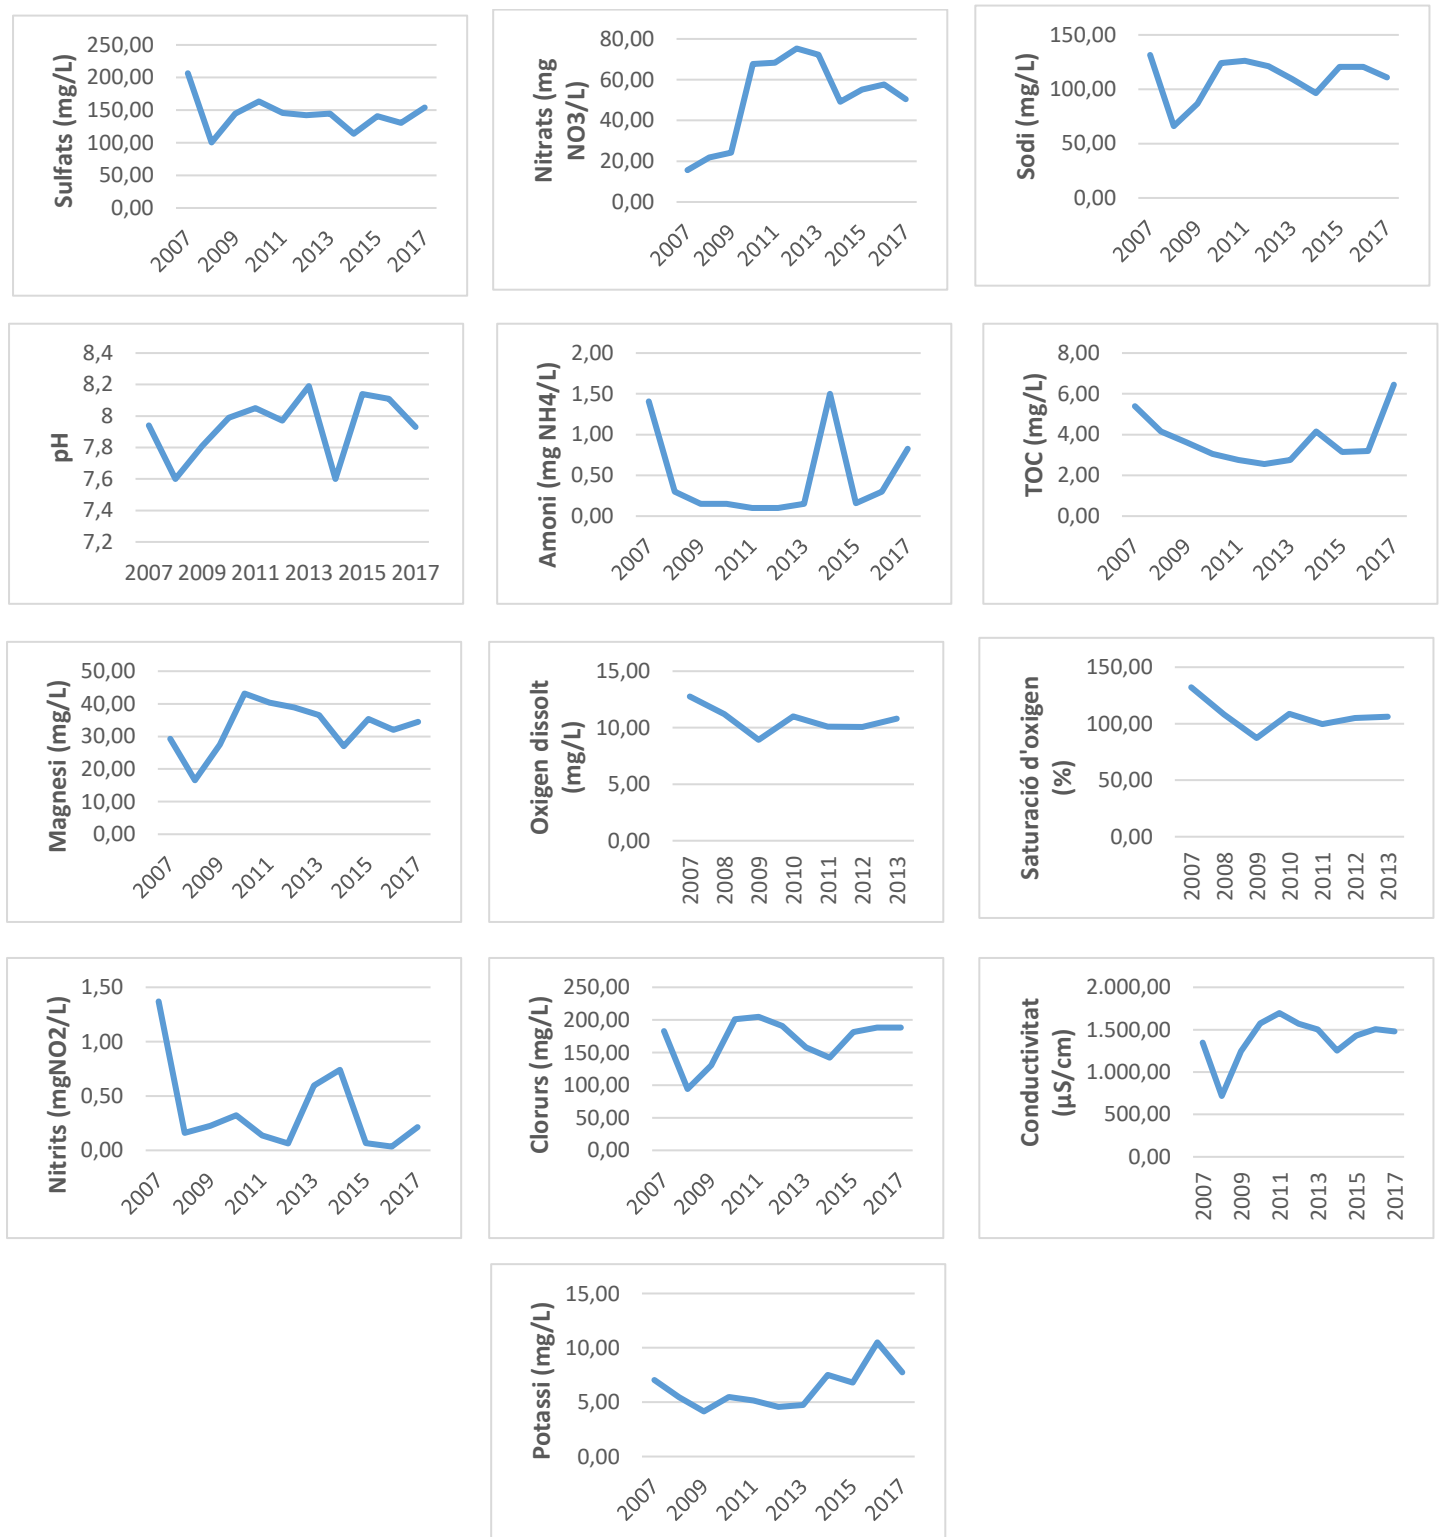 Sulfats (mg/L)
250,00
200,00
150,00
100,00
50,00
0,00
2007 2009 2011 2013 2015 2017
Nitrats (mg
NO3/L)
80,00
60,00
40,00
20,00
0,00
2007 2009 2011 2013 2015 2017
Sodi (mg/L)
150,00
100,00
50,00
0,00
2007 2009 2011 2013 2015 2017
pH
8,4
8,2
8
7,8
7,6
7,4
7,2
2007 2009 2011 2013 2015 2017
Amoni (mg NH4/L)
2,00
1,50
1,00
0,50
0,00
2007 2009 2011 2013 2015 2017
TOC (mg/L)
8,00
6,00
4,00
2,00
0,00
2007 2009 2011 2013 2015 2017
Magnesi (mg/L)
50,00
40,00
30,00
20,00
10,00
0,00
2007 2009 2011 2013 2015 2017
Oxigen dissolt
(mg/L)
15,00
10,00
5,00
0,00
2007 2008 2009 2010 2011 2012 2013
Saturació d'oxigen
(%)
150,00
100,00
50,00
0,00
2007 2008 2009 2010 2011 2012 2013
Nitrits (mgNO2/L)
1,50
1,00
0,50
0,00
2007 2009 2011 2013 2015 2017
Clorurs (mg/L)
250,00
200,00
150,00
100,00
50,00
0,00
2007 2009 2011 2013 2015 2017
Conductivitat
(µS/cm)
2.000,00
1.500,00
1.000,00
500,00
0,00
2007 2009 2011 2013 2015 2017
Potassi (mg/L)
15,00
10,00
5,00
0,00
2007 2009 2011 2013 2015 2017